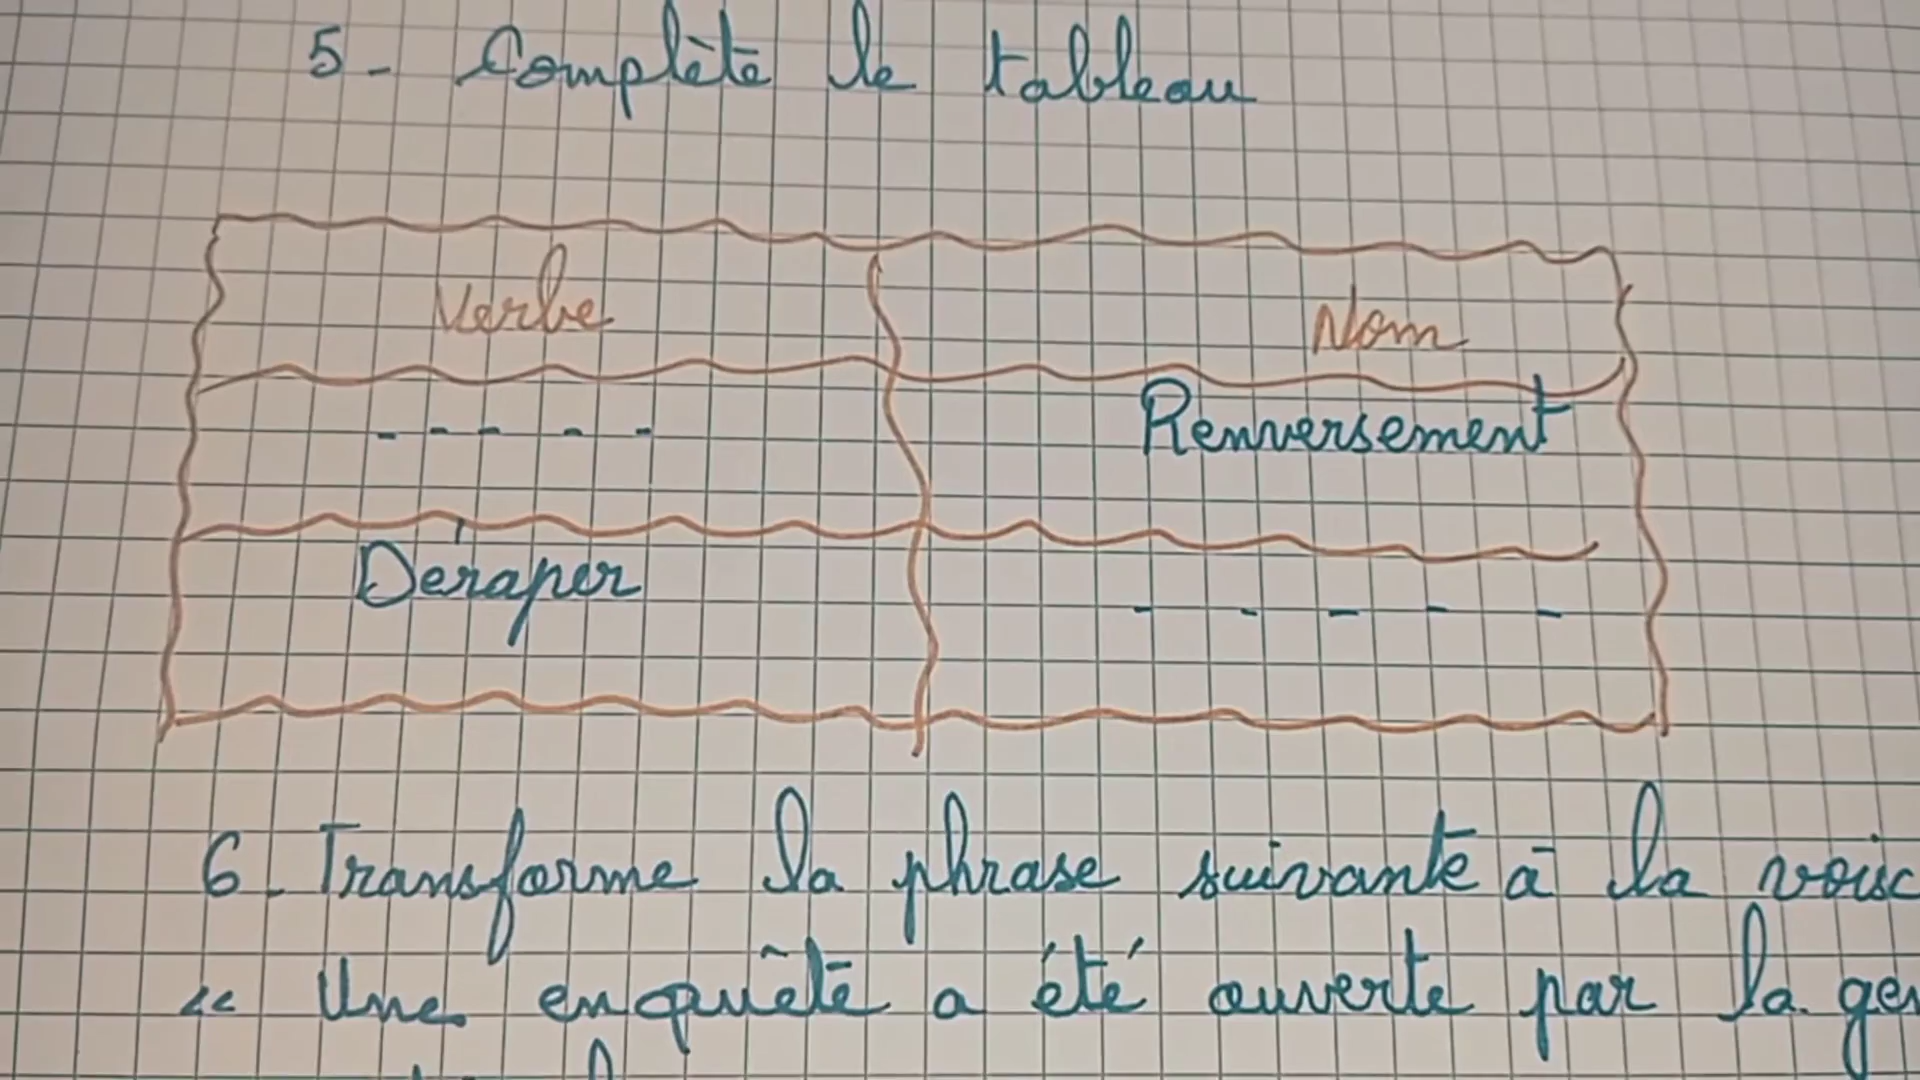 5 - Complète le tableau
Verbe Nom
- - - - - Renversement
Déraper - - - - -
6 - Transforme la phrase suivante à la
« Une enquête a été ouverte par la